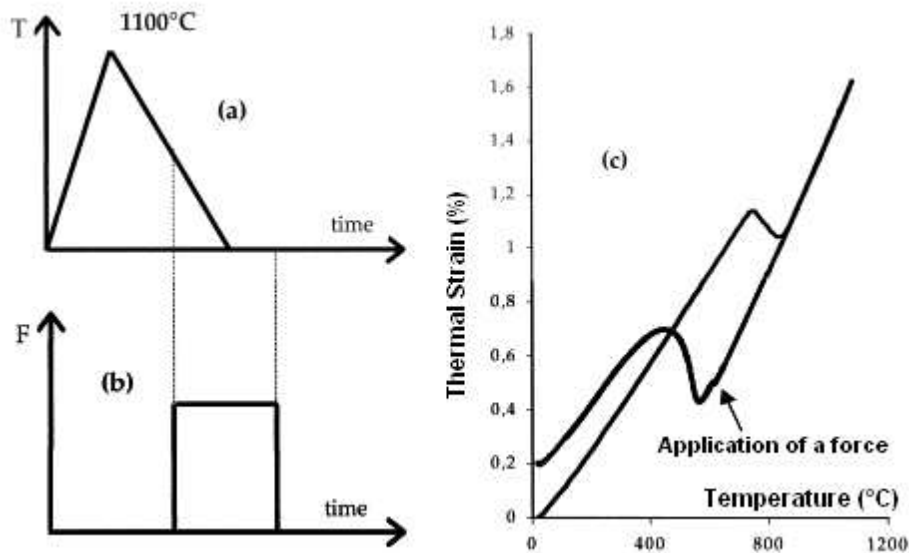 T
1100°C
(a)
time
F
(b)
time
Thermal Strain (%)
1,8
1,6
1,4
1,2
1
0,8
0,6
0,4
0,2
0
(c)
Application of a force
Temperature (°C)
0 400 800 1200